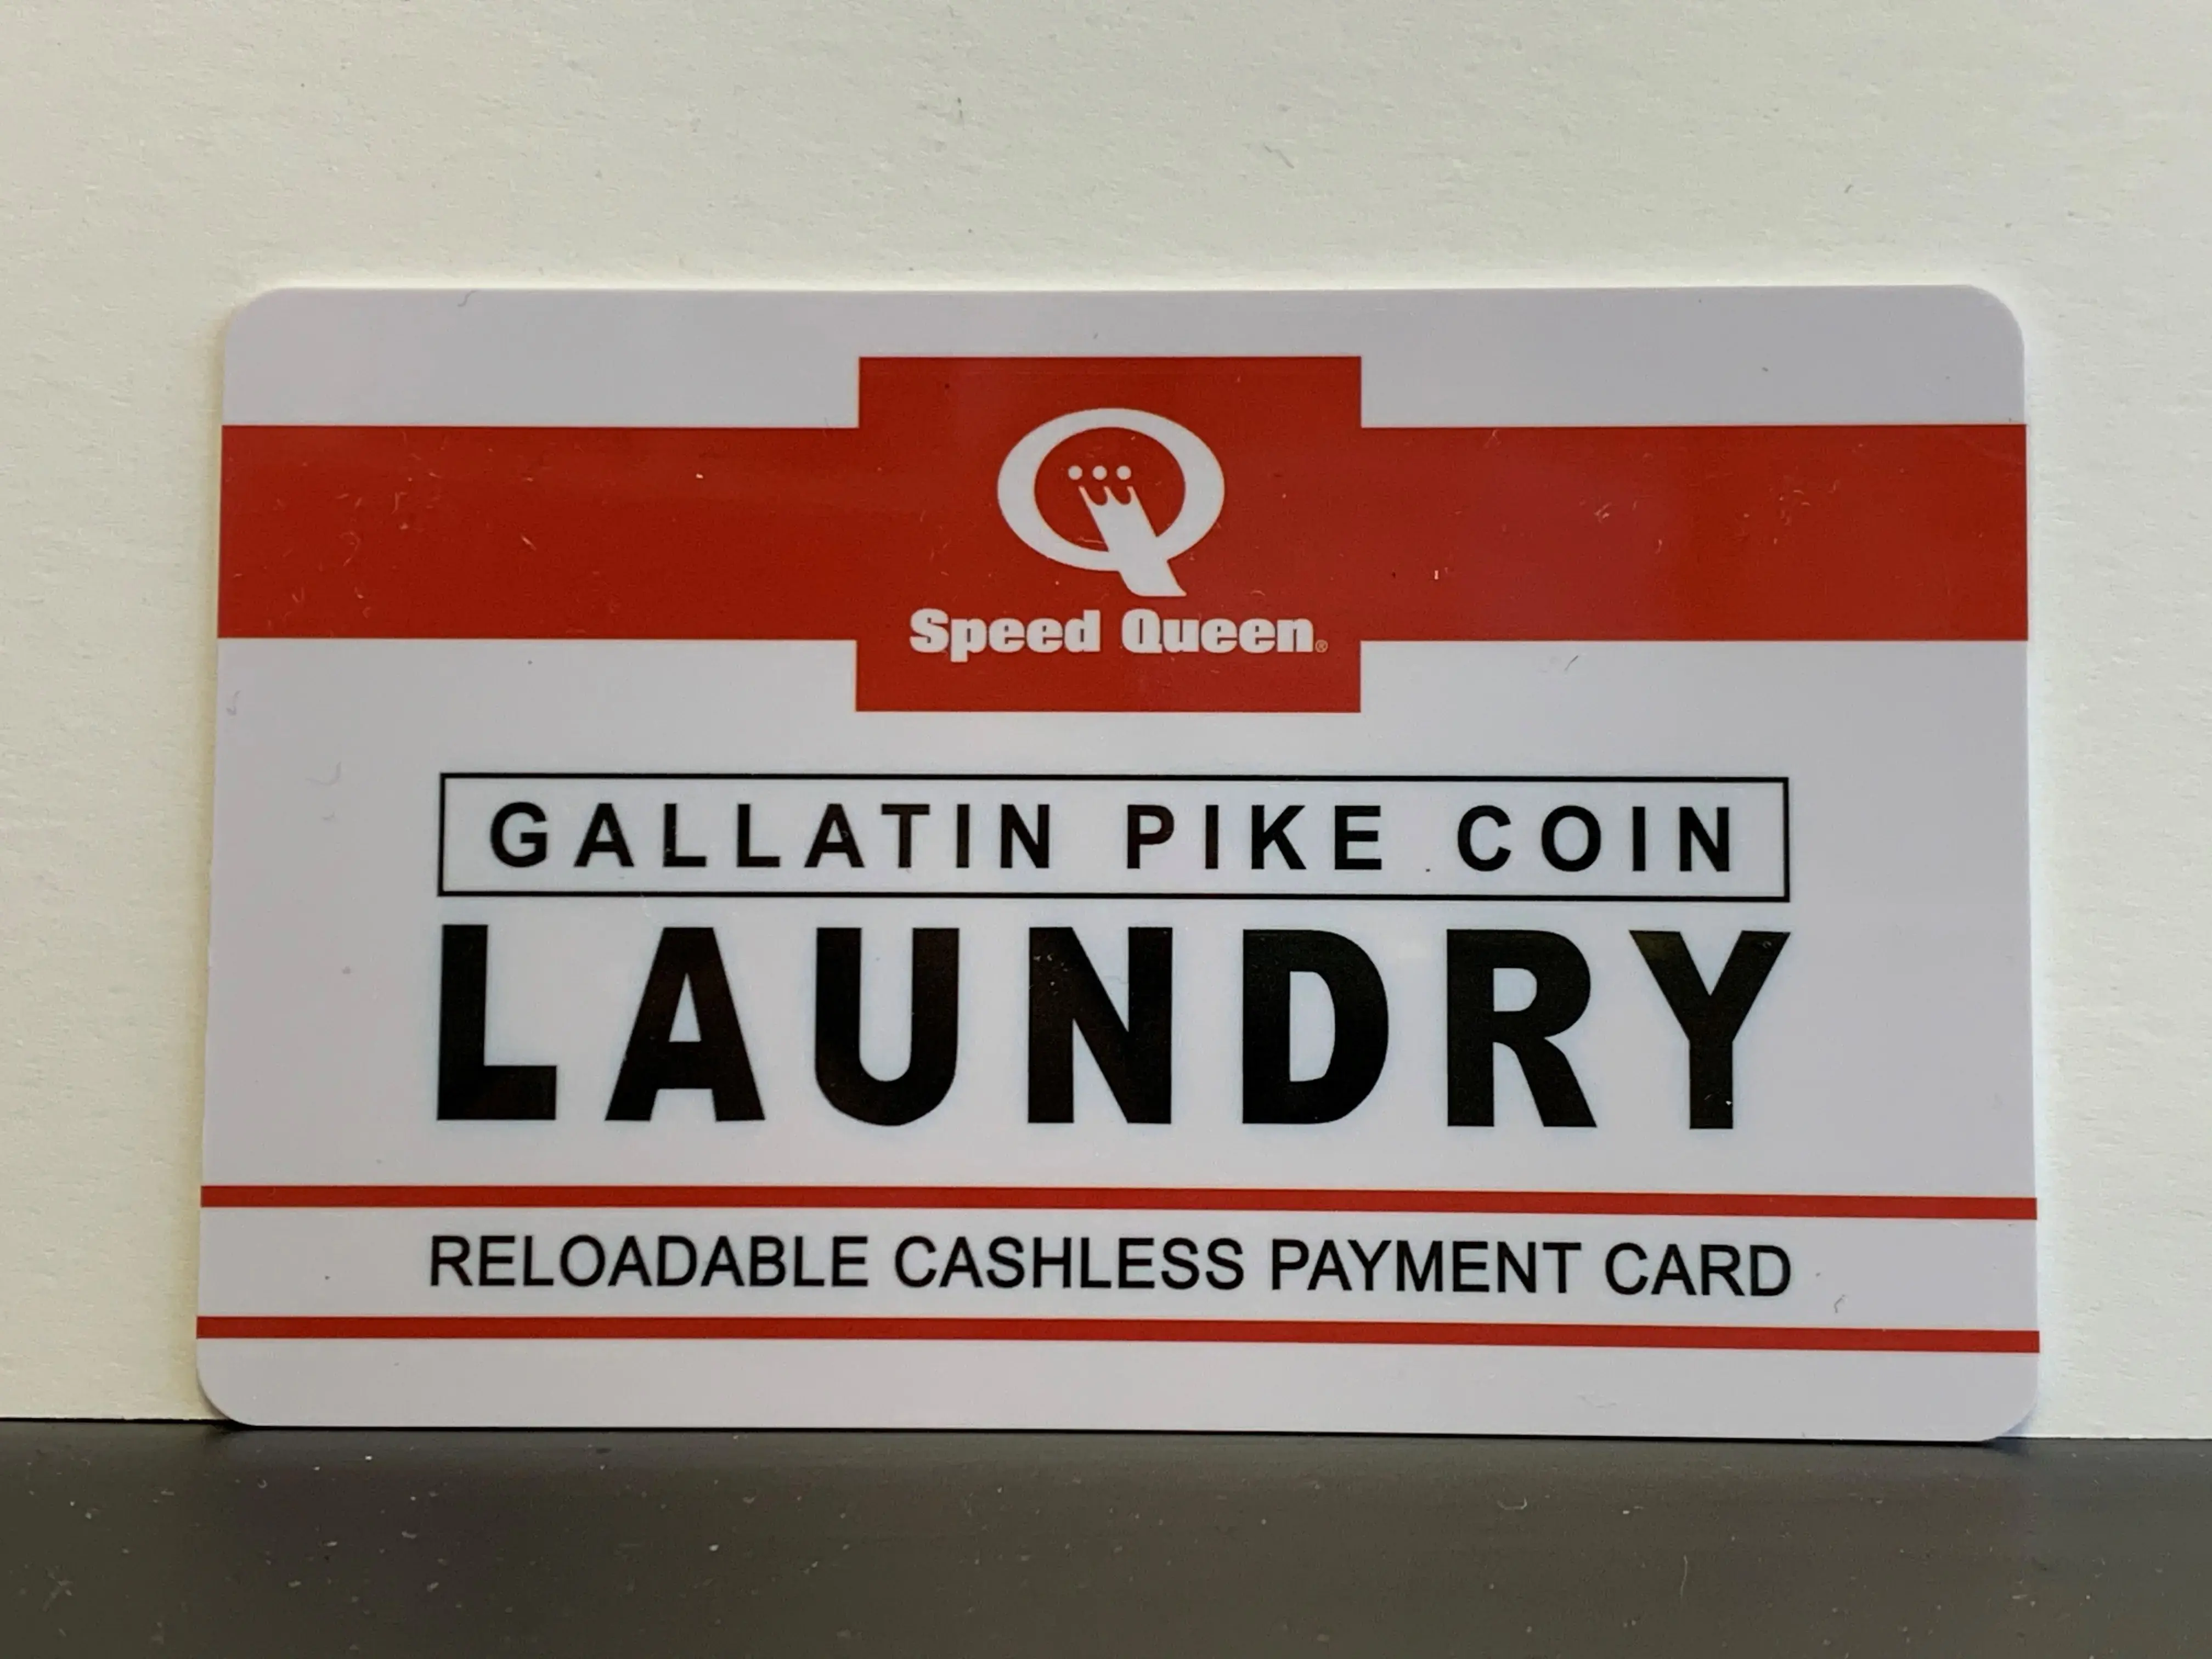 Speed Queen®
GALLATIN PIKE COIN
LAUNDRY
RELOADABLE CASHLESS PAYMENT CARD